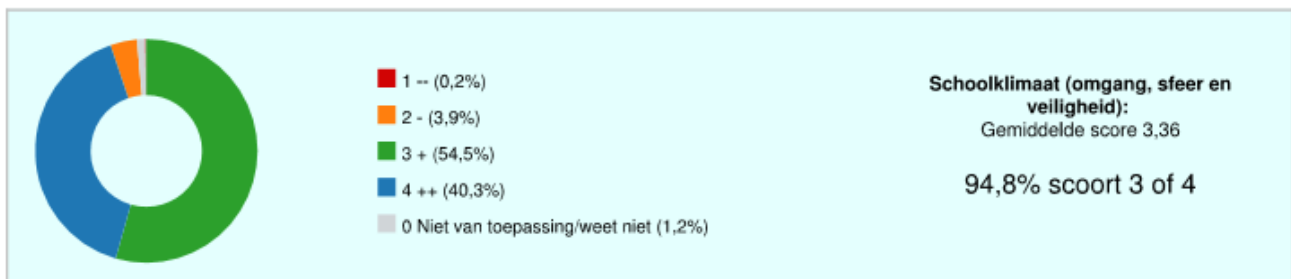 1 -- (0,2%)
2 - (3,9%)
3 + (54,5%)
4 ++ (40,3%)
0 Niet van toepassing/weet niet (1,2%)
Schoolklimaat (omgang, sfeer en
veiligheid):
Gemiddelde score 3,36
94,8% scoort 3 of 4